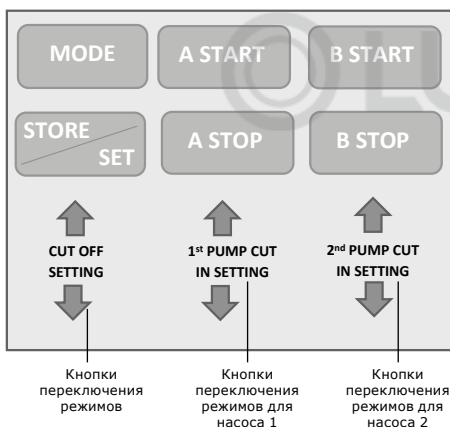 MODE
A START
B START
STORE
SET
A STOP
B STOP
CUT OFF
SETTING
1st PUMP CUT
IN SETTING
2nd PUMP CUT
IN SETTING
Кнопки
переключения
режимов
Кнопки
переключения
режимов для
насоса 1
Кнопки
переключения
режимов для
насоса 2